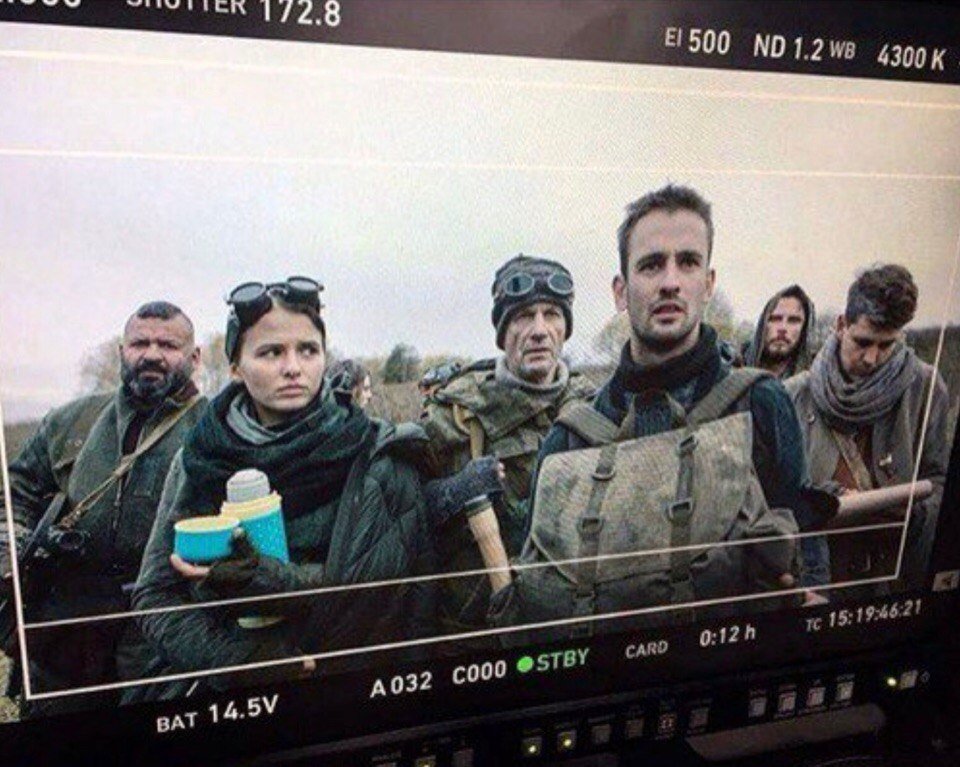 SHUTTER 172.8
EI 500 ND 1.2 WB 4300 K
BAT 14.5V A 032 C000 STBY CARD 0:12 h TC 15:19:46:21